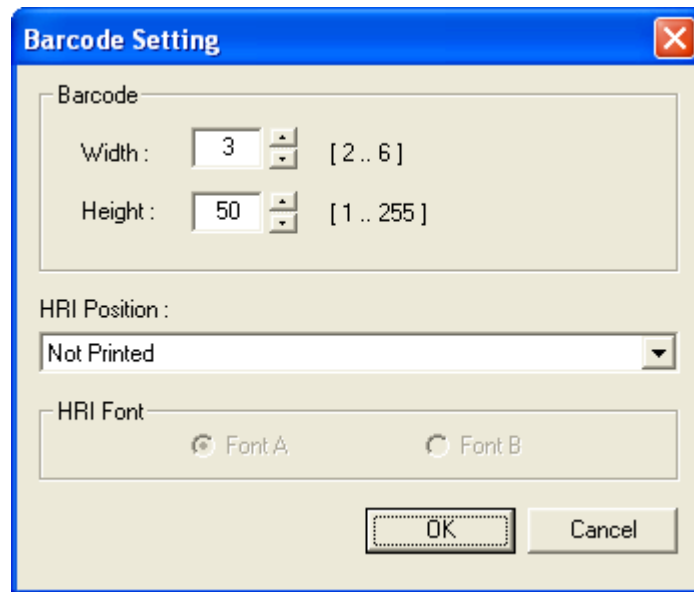 Barcode Setting
Barcode
Width : 3 [ 2 .. 6 ]
Height : 50 [ 1 .. 255 ]
HRI Position :
Not Printed
HRI Font
Font A Font B
OK Cancel